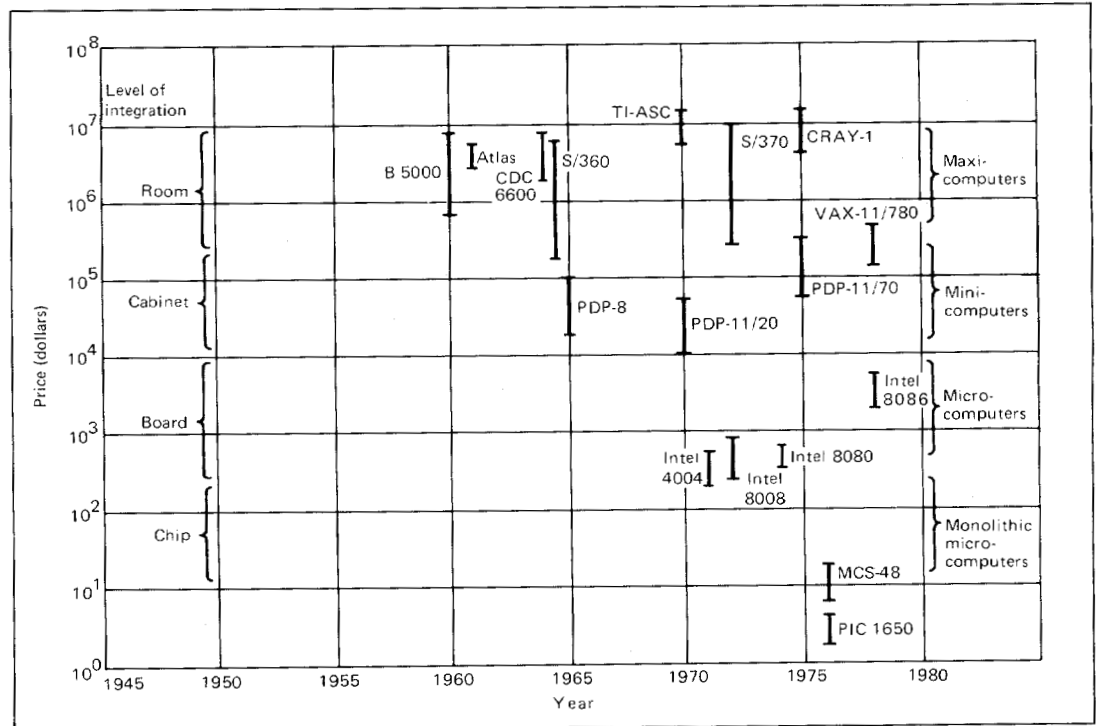 10^8
Level of
integration
10^7
Room
10^6
Cabinet
10^5
10^4
Board
10^3
10^2
Chip
10^1
10^0
Price (dollars)
B 5000
Atlas
CDC
6600
S/360
PDP-8
TI-ASC
PDP-11/20
S/370
CRAY-1
VAX-11/780
PDP-11/70
Intel
4004
Intel
8008
Intel 8080
Intel
8086
MCS-48
PIC 1650
Maxi-
computers
Mini-
computers
Micro-
computers
Monolithic
micro-
computers
1945 1950 1955 1960 1965 1970 1975 1980
Year